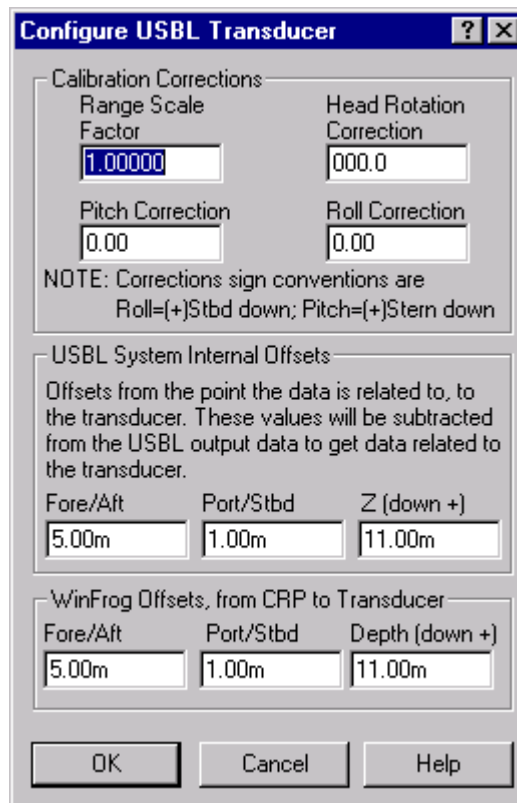 Configure USBL Transducer
Calibration Corrections
Range Scale Factor
Head Rotation Correction
1.00000
000.0
Pitch Correction
Roll Correction
0.00
0.00
NOTE: Corrections sign conventions are
Roll=(+)Stbd down; Pitch=(+)Stern down
USBL System Internal Offsets
Offsets from the point the data is related to, to
the transducer. These values will be subtracted
from the USBL output data to get data related to
the transducer.
Fore/Aft
Port/Stbd
Z (down +)
5.00m
1.00m
11.00m
WinFrog Offsets, from CRP to Transducer
Fore/Aft
Port/Stbd
Depth (down +)
5.00m
1.00m
11.00m
OK
Cancel
Help